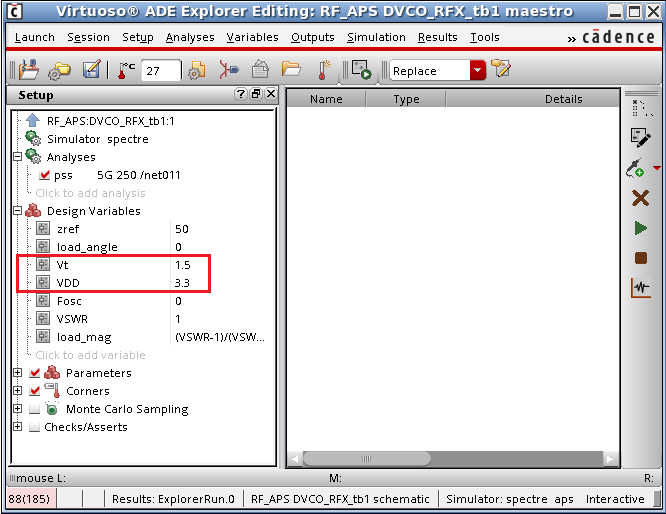 Virtuoso® ADE Explorer Editing: RF_APS DVCO_RFX_tb1 maestro
Launch Session Setup Analyses Variables Outputs Simulation Results Tools » cādence
°C 27 Replace
Setup ?
Name Type Details
RF_APS:DVCO_RFX_tb1:1
Simulator spectre
Analyses
pss 5G 250 /net011
Click to add analysis
Design Variables
zref 50
load_angle 0
Vt 1.5
VDD 3.3
Fosc 0
VSWR 1
load_mag (VSWR-1)/(VSW...
Click to add variable
Parameters
Corners
Monte Carlo Sampling
Checks/Asserts
mouse L: M: R:
88(185) Results: ExplorerRun.0 RF_APS DVCO_RFX_tb1 schematic Simulator: spectre aps Interactive